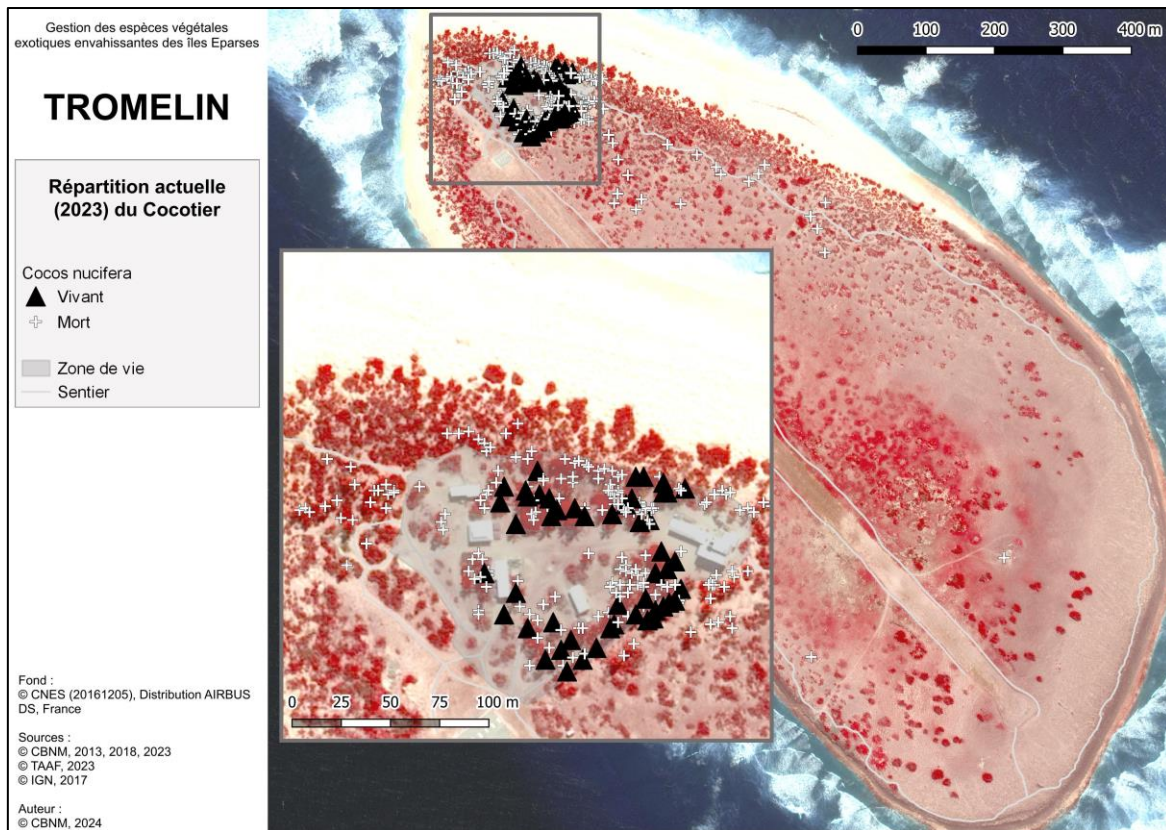 Gestion des espèces végétales
exotiques envahissantes des îles Eparses
TROMELIN
Répartition actuelle
(2023) du Cocotier
Cocos nucifera
Vivant
Mort
Zone de vie
Sentier
Fond :
© CNES (20161205), Distribution AIRBUS
DS, France
Sources :
© CBNM, 2013, 2018, 2023
© TAAF, 2023
© IGN, 2017
Auteur :
© CBNM, 2024
0 100 200 300 400 m
0 25 50 75 100 m